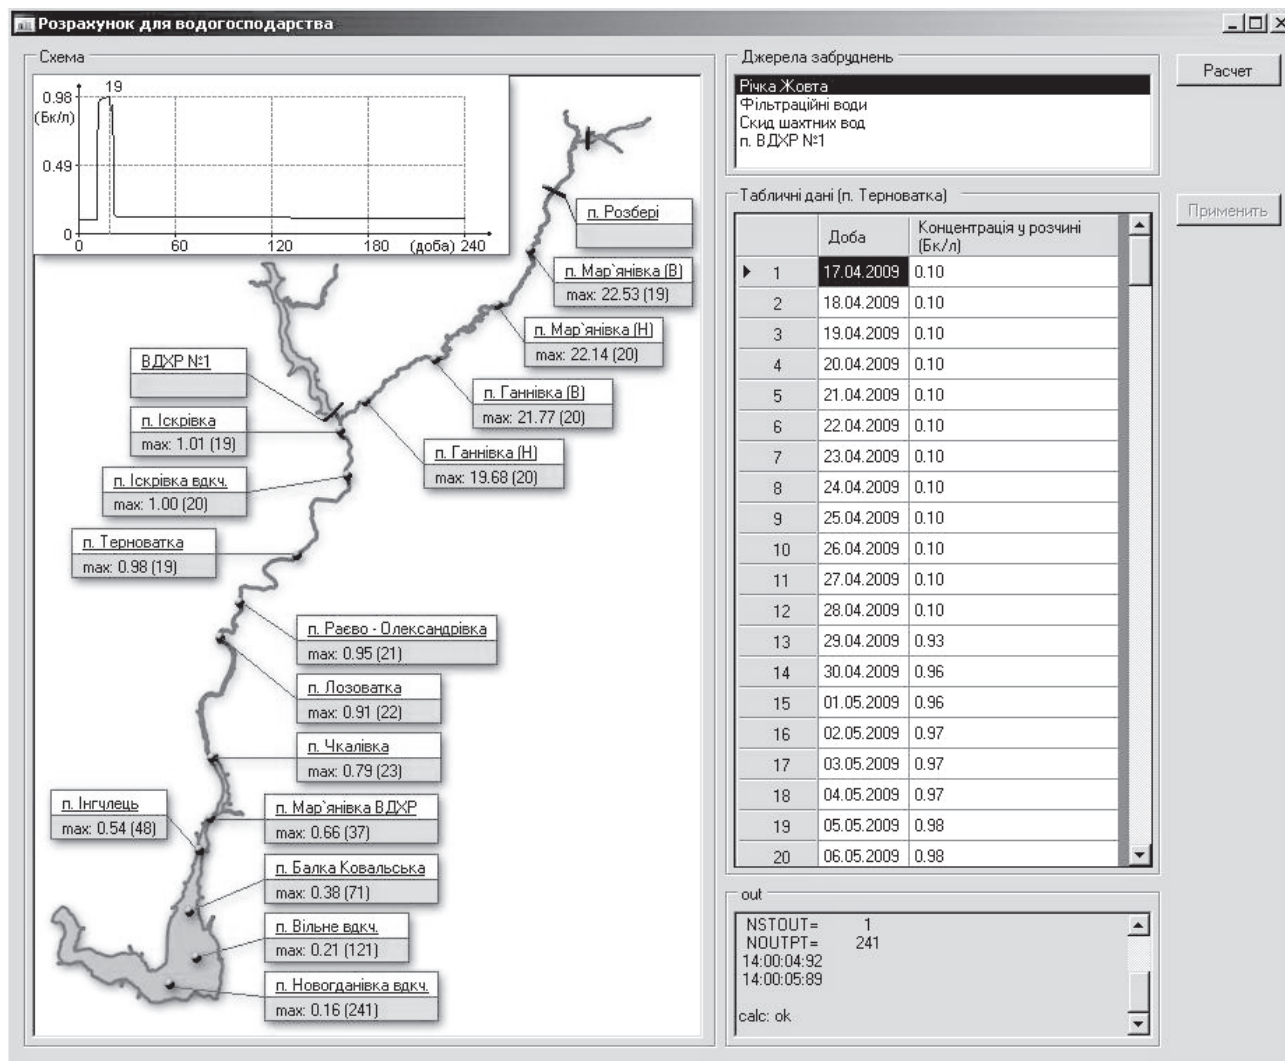 Розрахунок для водогосподарства
Схема
19
0.98
(Бк/л)
0.49
0
0 60 120 180 (доба) 240
п. Розбері
п. Мар`янівка (В)
max: 22.53 (19)
п. Мар`янівка (Н)
max: 22.14 (20)
ВДХР №1
п. Ганнівка (В)
max: 21.77 (20)
п. Іскрівка
max: 1.01 (19)
п. Ганнівка (Н)
max: 19.68 (20)
п. Іскрівка вдкч.
max: 1.00 (20)
п. Терноватка
max: 0.98 (19)
п. Раєво - Олександрівка
max: 0.95 (21)
п. Лозоватка
max: 0.91 (22)
п. Чкалівка
max: 0.79 (23)
п. Інгулець
max: 0.54 (48)
п. Мар`янівка ВДХР
max: 0.66 (37)
п. Балка Ковальська
max: 0.38 (71)
п. Вільне вдкч.
max: 0.21 (121)
п. Новогданівка вдкч.
max: 0.16 (241)
Джерела забруднень
Річка Жовта
Фільтраційні води
Скид шахтних вод
п. ВДХР №1
Расчет
Применить
Табличні дані (п. Терноватка)
Доба Концентрація у розчині
(Бк/л)
1 17.04.2009 0.10
2 18.04.2009 0.10
3 19.04.2009 0.10
4 20.04.2009 0.10
5 21.04.2009 0.10
6 22.04.2009 0.10
7 23.04.2009 0.10
8 24.04.2009 0.10
9 25.04.2009 0.10
10 26.04.2009 0.10
11 27.04.2009 0.10
12 28.04.2009 0.10
13 29.04.2009 0.93
14 30.04.2009 0.96
15 01.05.2009 0.96
16 02.05.2009 0.97
17 03.05.2009 0.97
18 04.05.2009 0.97
19 05.05.2009 0.98
20 06.05.2009 0.98
out
NSTOUT= 1
NOUTPT= 241
14:00:04:92
14:00:05:89
calc: ok